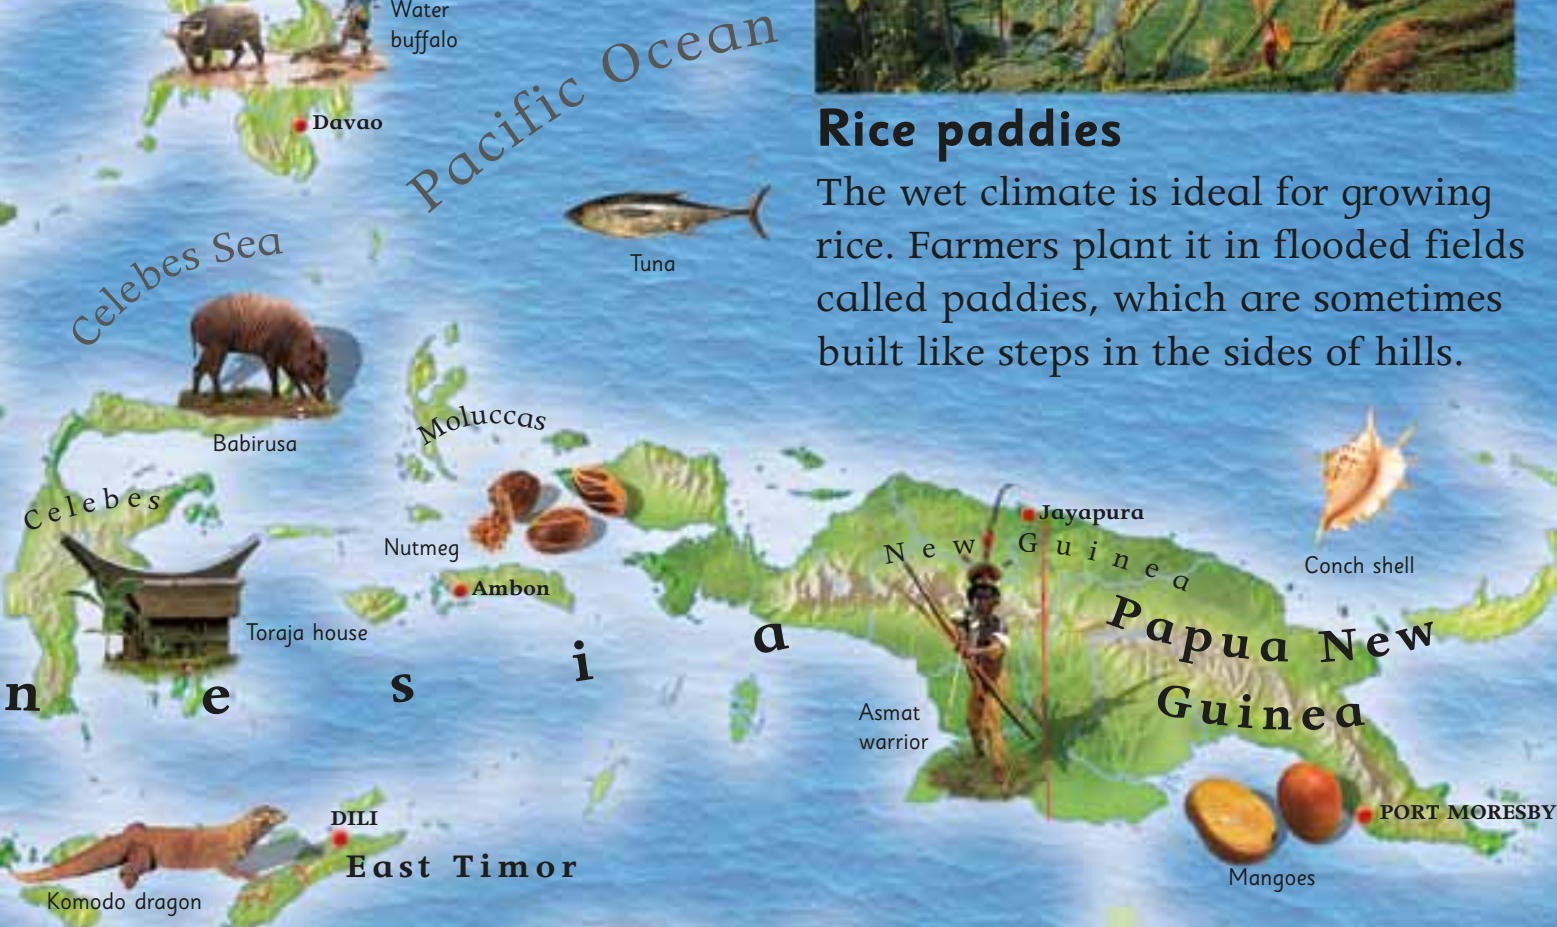 Water
buffalo
Pacific Ocean
Davao
Rice paddies
The wet climate is ideal for growing
rice. Farmers plant it in flooded fields
called paddies, which are sometimes
built like steps in the sides of hills.
Tuna
Celebes Sea
Babirusa
Moluccas
Celebes
Nutmeg
Ambon
Toraja house
Jayapura
New Guinea
Conch shell
Papua New
Guinea
n e s i a
Asmat
warrior
DILI
East Timor
Komodo dragon
PORT MORESBY
Mangoes